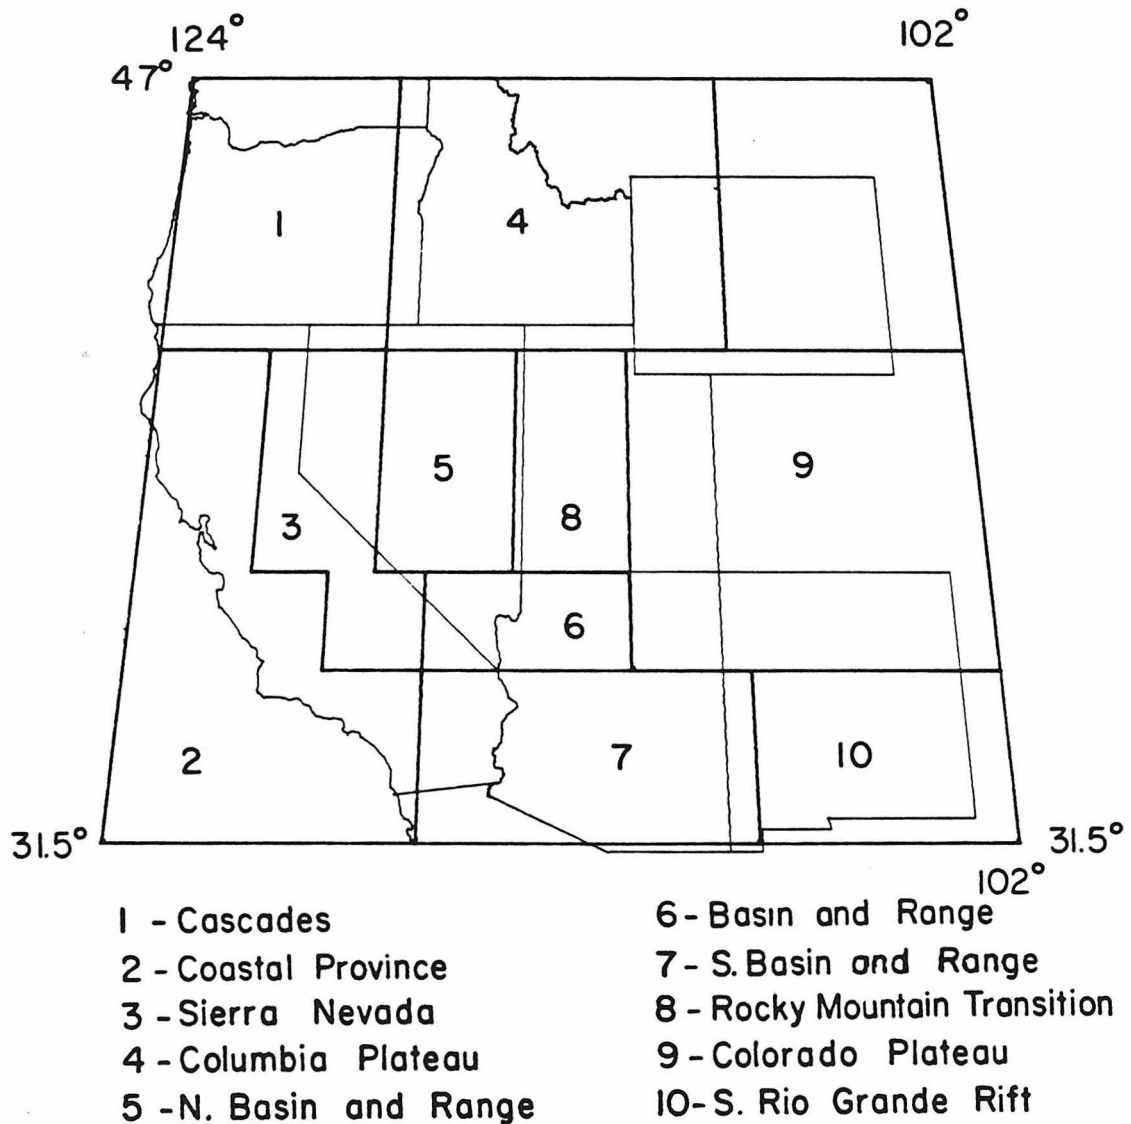 124°
102°
47°
1
4
5
9
3
8
6
2
7
10
31.5°
31.5°
102°
1 - Cascades
2 - Coastal Province
3 - Sierra Nevada
4 - Columbia Plateau
5 - N. Basin and Range
6 - Basin and Range
7 - S. Basin and Range
8 - Rocky Mountain Transition
9 - Colorado Plateau
10 - S. Rio Grande Rift